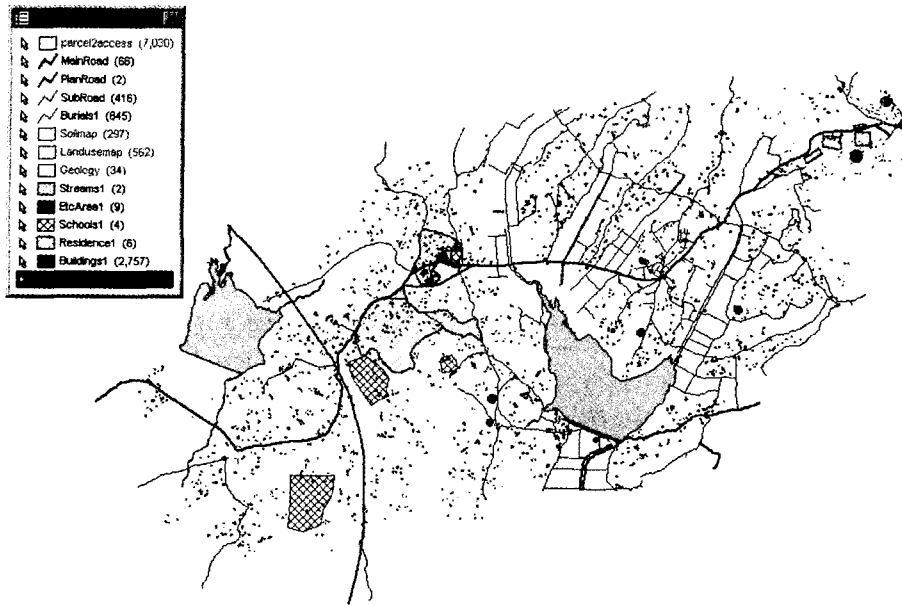 parcel2access (7,030)
MainRoad (66)
PlanRoad (2)
SubRoad (416)
Burials1 (845)
Soilmap (297)
Landusemap (562)
Geology (34)
Streams1 (2)
EtcArea1 (9)
Schools1 (4)
Residence1 (6)
Buildings1 (2,757)